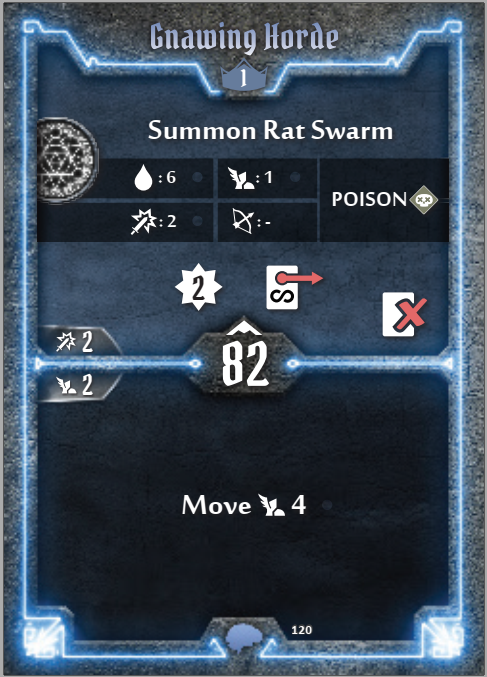 Gnawing Horde
1
Summon Rat Swarm
: 6
: 1
: 2
: -
POISON
2
2
82
2
Move 4
120